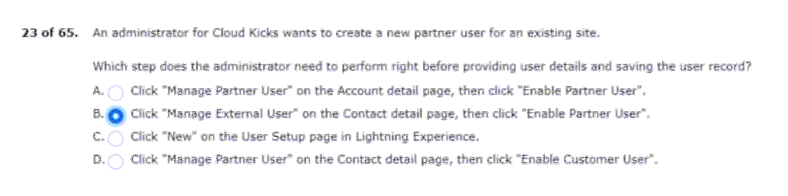 23 of 65. An administrator for Cloud Kicks wants to create a new partner user for an existing site.
Which step does the administrator need to perform right before providing user details and saving the user record?
A. Click "Manage Partner User" on the Account detail page, then click "Enable Partner User".
B. Click "Manage External User" on the Contact detail page, then click "Enable Partner User".
C. Click "New" on the User Setup page in Lightning Experience.
D. Click "Manage Partner User" on the Contact detail page, then click "Enable Customer User".